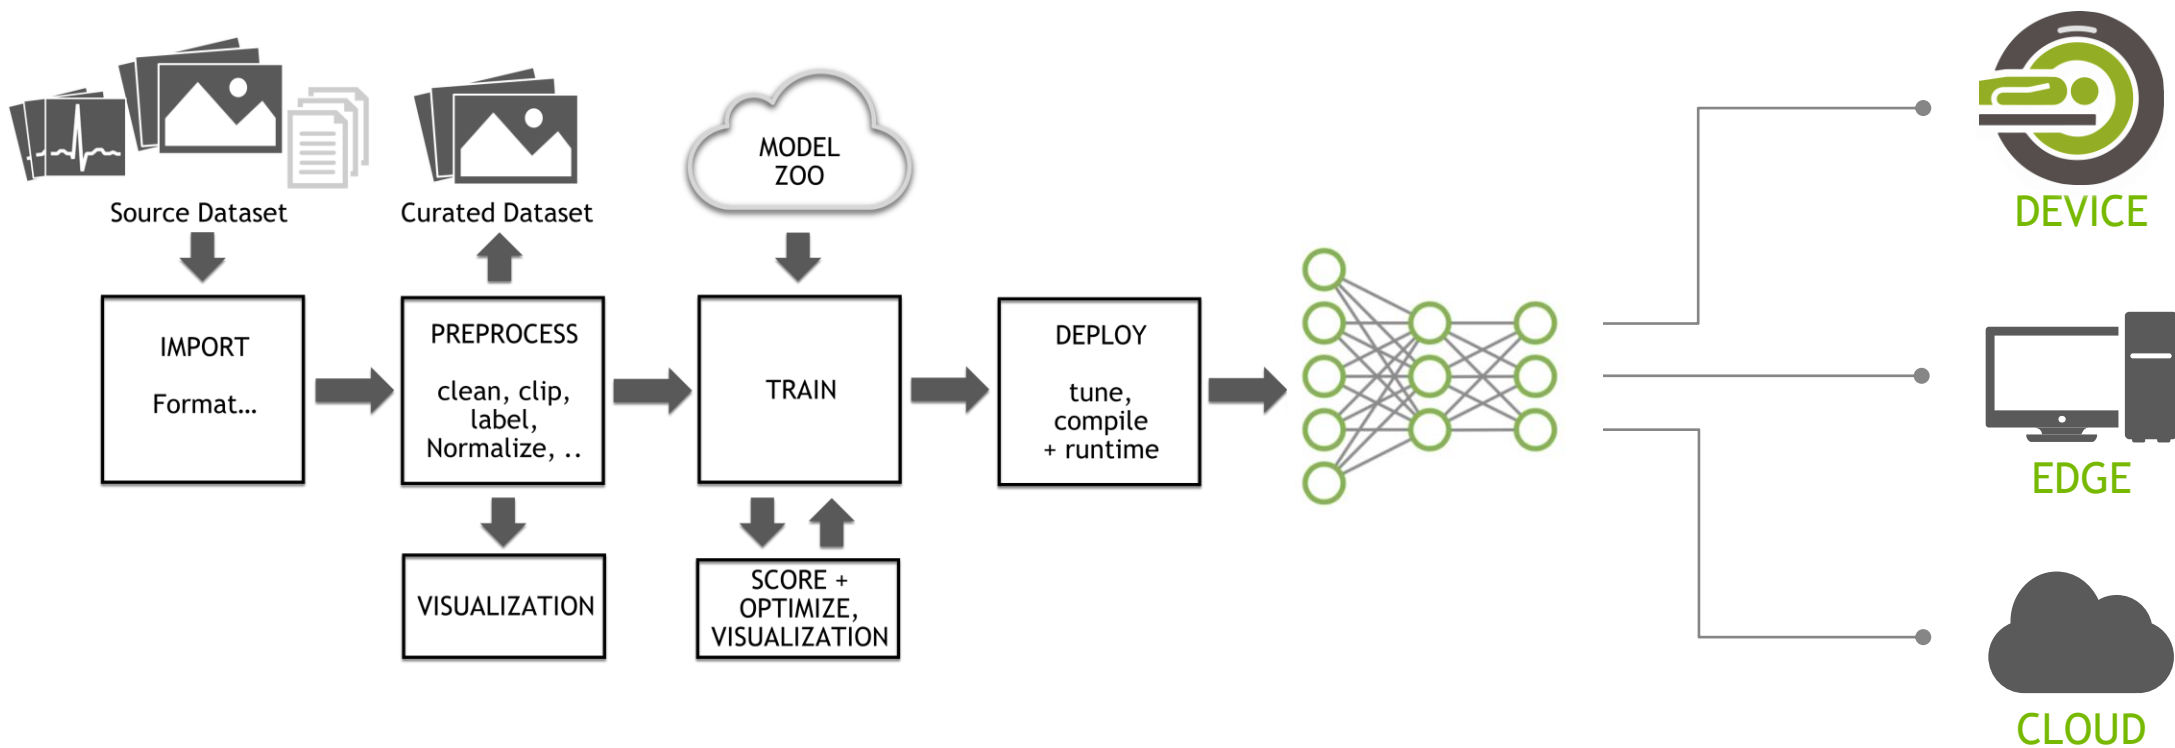 Source Dataset
Curated Dataset
MODEL
ZOO
DEVICE
IMPORT
Format...
PREPROCESS
clean, clip,
label,
Normalize, ..
TRAIN
DEPLOY
tune,
compile
+ runtime
EDGE
VISUALIZATION
SCORE +
OPTIMIZE,
VISUALIZATION
CLOUD